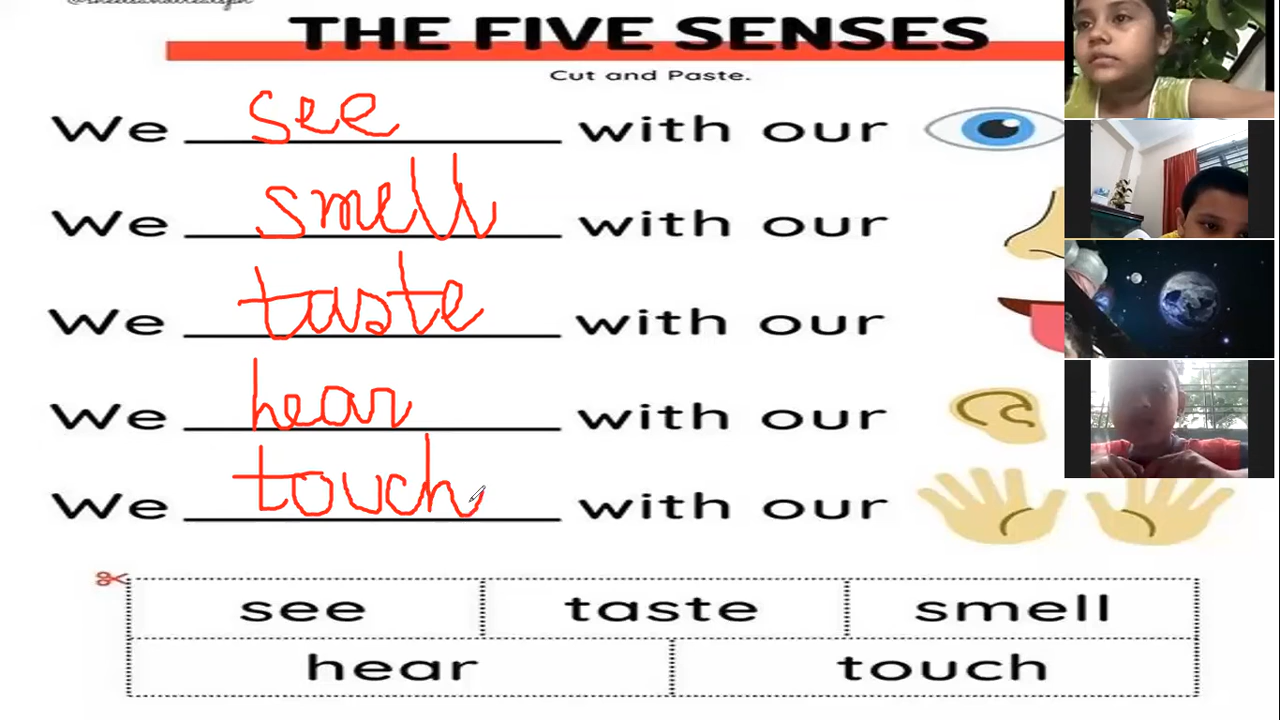 THE FIVE SENSES
Cut and Paste.
We see with our
We smell with our
We taste with our
We hear with our
We touch with our
see taste smell
hear touch